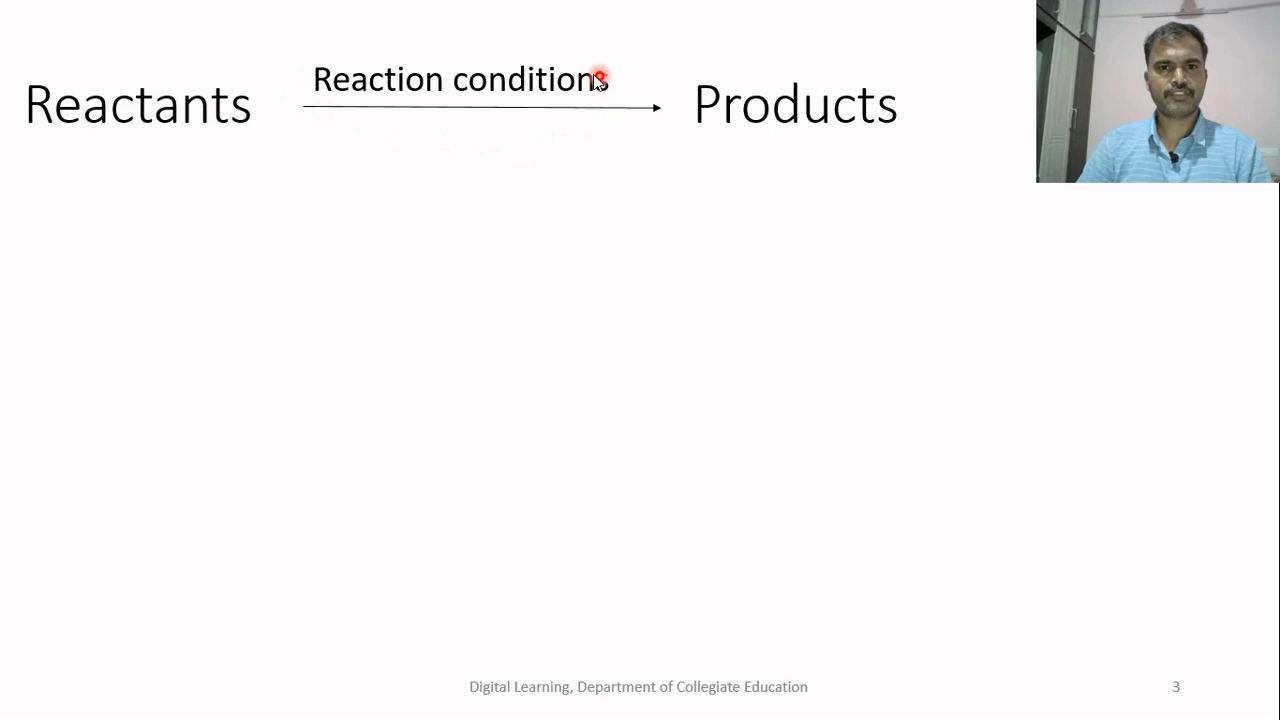 Reaction conditions
Reactants
Products
Digital Learning, Department of Collegiate Education
3